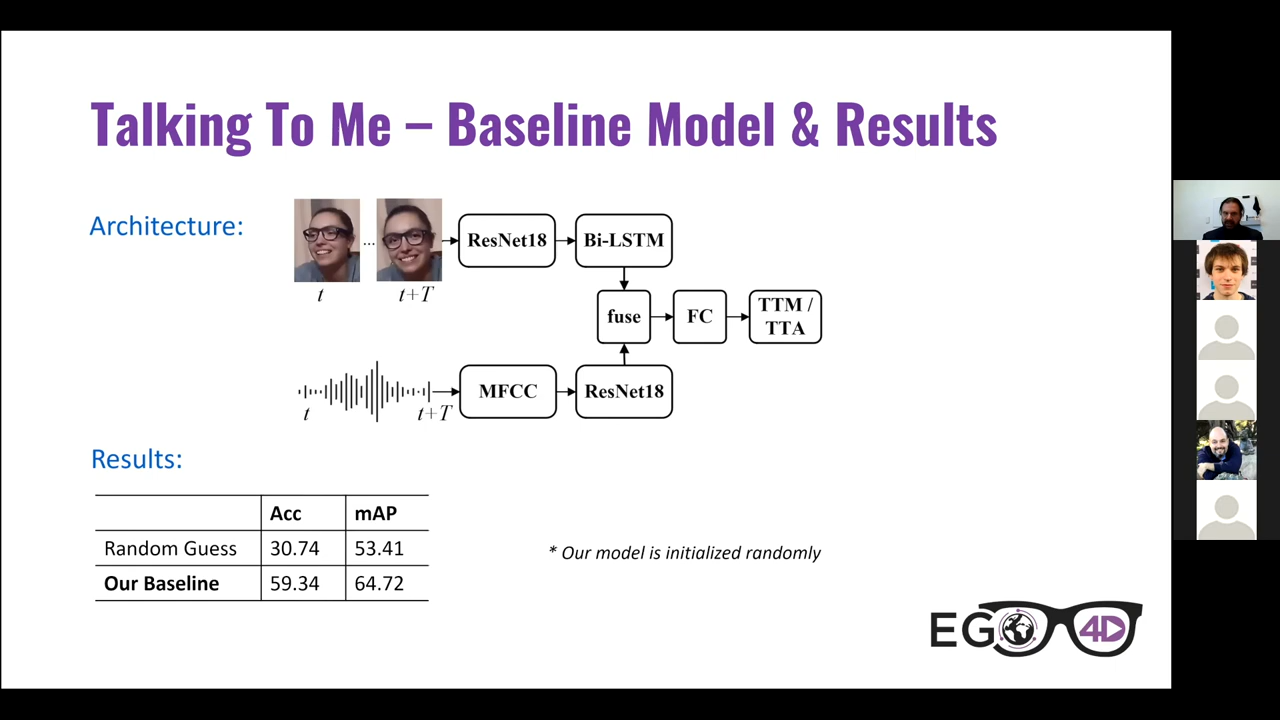 Talking To Me – Baseline Model & Results
Architecture:
...
t
t+T
ResNet18
Bi-LSTM
fuse
FC
TTM /
TTA
t
t+T
MFCC
ResNet18
Results:
Acc mAP
Random Guess 30.74 53.41
Our Baseline 59.34 64.72
* Our model is initialized randomly
EGO4D